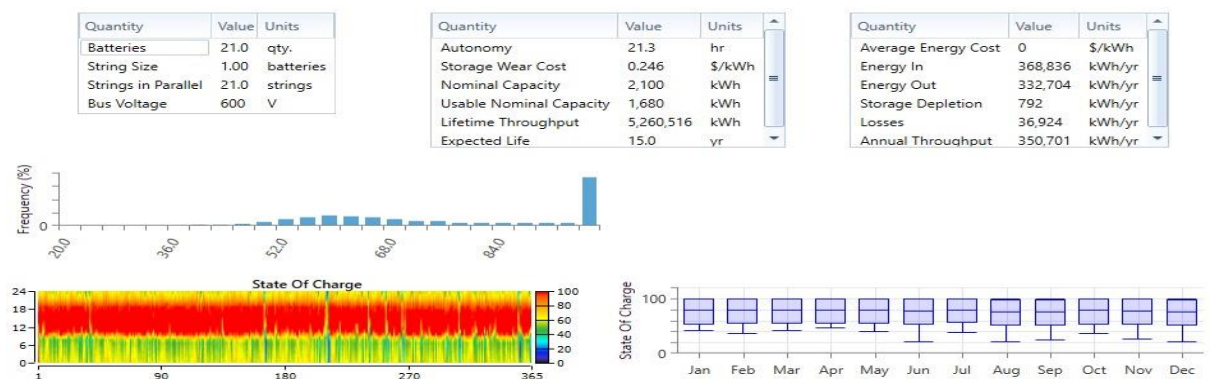 Quantity Value Units
Batteries 21.0 qty.
String Size 1.00 batteries
Strings in Parallel 21.0 strings
Bus Voltage 600 V
Quantity Value Units
Autonomy 21.3 hr
Storage Wear Cost 0.246 $/kWh
Nominal Capacity 2,100 kWh
Usable Nominal Capacity 1,680 kWh
Lifetime Throughput 5,260,516 kWh
Expected Life 15.0 yr
Quantity Value Units
Average Energy Cost 0 $/kWh
Energy In 368,836 kWh/yr
Energy Out 332,704 kWh/yr
Storage Depletion 792 kWh/yr
Losses 36,924 kWh/yr
Annual Throughput 350,701 kWh/yr
Frequency (%)
0
20.0 36.0 52.0 68.0 84.0
State Of Charge
24
18
12
6
0
1 90 180 270 365
100
80
60
40
20
0
State Of Charge
100
0
Jan Feb Mar Apr May Jun Jul Aug Sep Oct Nov Dec